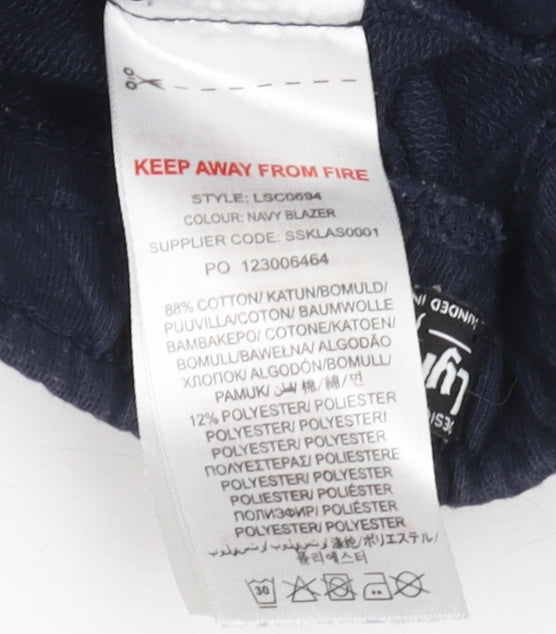 KEEP AWAY FROM FIRE
STYLE: LSC0694
COLOUR: NAVY BLAZER
SUPPLIER CODE: SSKLAS0001
PO 123006464
88% COTTON/ KATUN/BOMULD/
PUUVILLA/COTON/ BAUMWOLLE
BAMBAKEPO/ COTONE/KATOEN/
BOMULL/BAWEŁNA/ ALGODÃO
ХЛОПОК/ ALGODÓN/BOMULL/
PAMUK/ 棉/ 綿/ 면
12% POLYESTER/ POLIESTER
POLYESTER/ POLYESTERI
POLYESTER/ POLYESTER
ΠΟΛΥΕΣΤΕΡΑΣ/ POLIESTERE
POLYESTER/ POLYESTER
POLIESTER/ POLIÉSTER
ПОЛИЭФИР/ POLIÉSTER
POLYESTER/ POLYESTER
ポリエステル/
폴리에스터
30
Ly